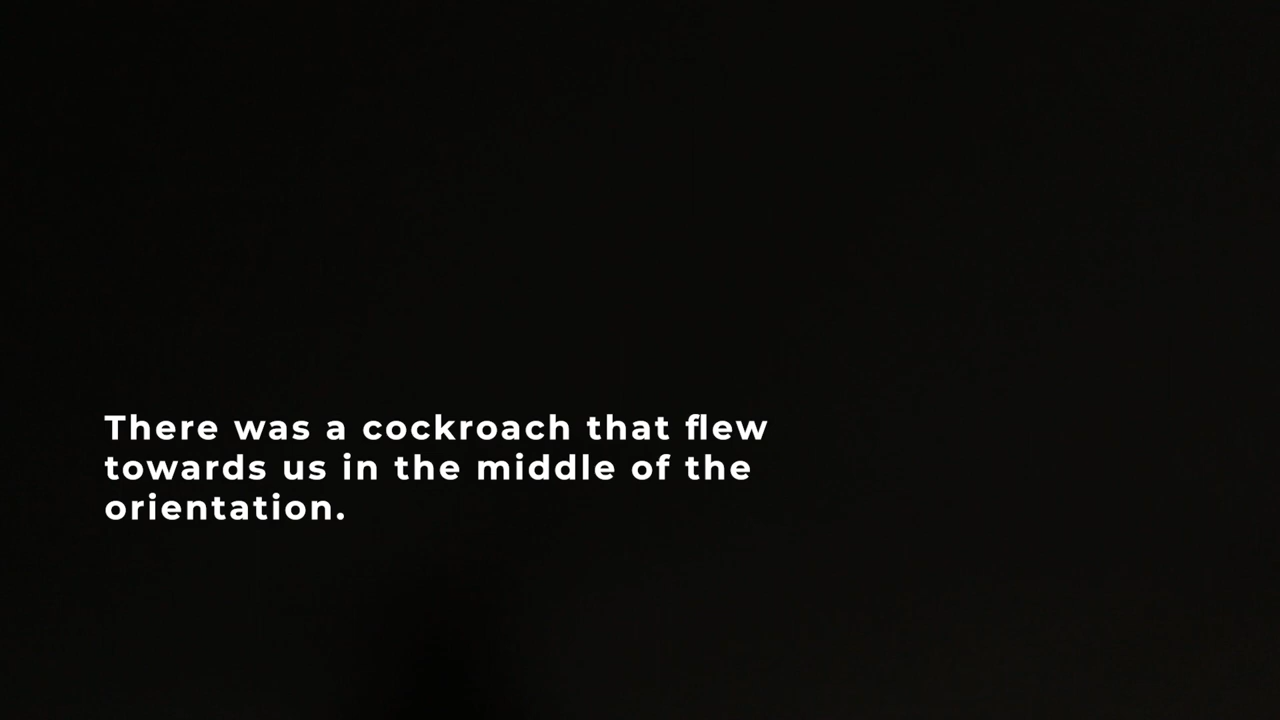 There was a cockroach that flew
towards us in the middle of the
orientation.